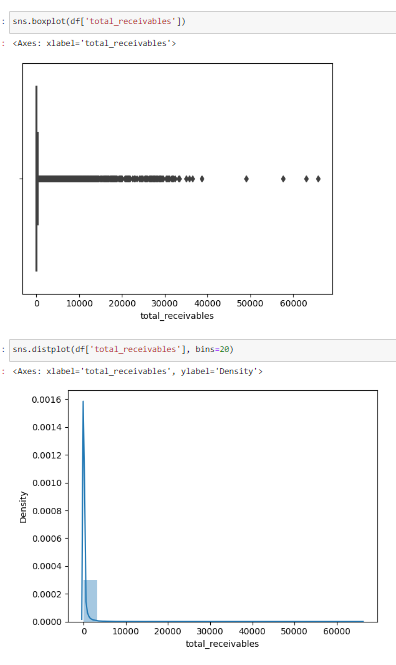 : sns.boxplot(df['total_receivables'])
: <Axes: xlabel='total_receivables'>
0 10000 20000 30000 40000 50000 60000
total_receivables
: sns.distplot(df['total_receivables'], bins=20)
: <Axes: xlabel='total_receivables', ylabel='Density'>
0.0016
0.0014
0.0012
0.0010
Density
0.0008
0.0006
0.0004
0.0002
0.0000
0 10000 20000 30000 40000 50000 60000
total_receivables